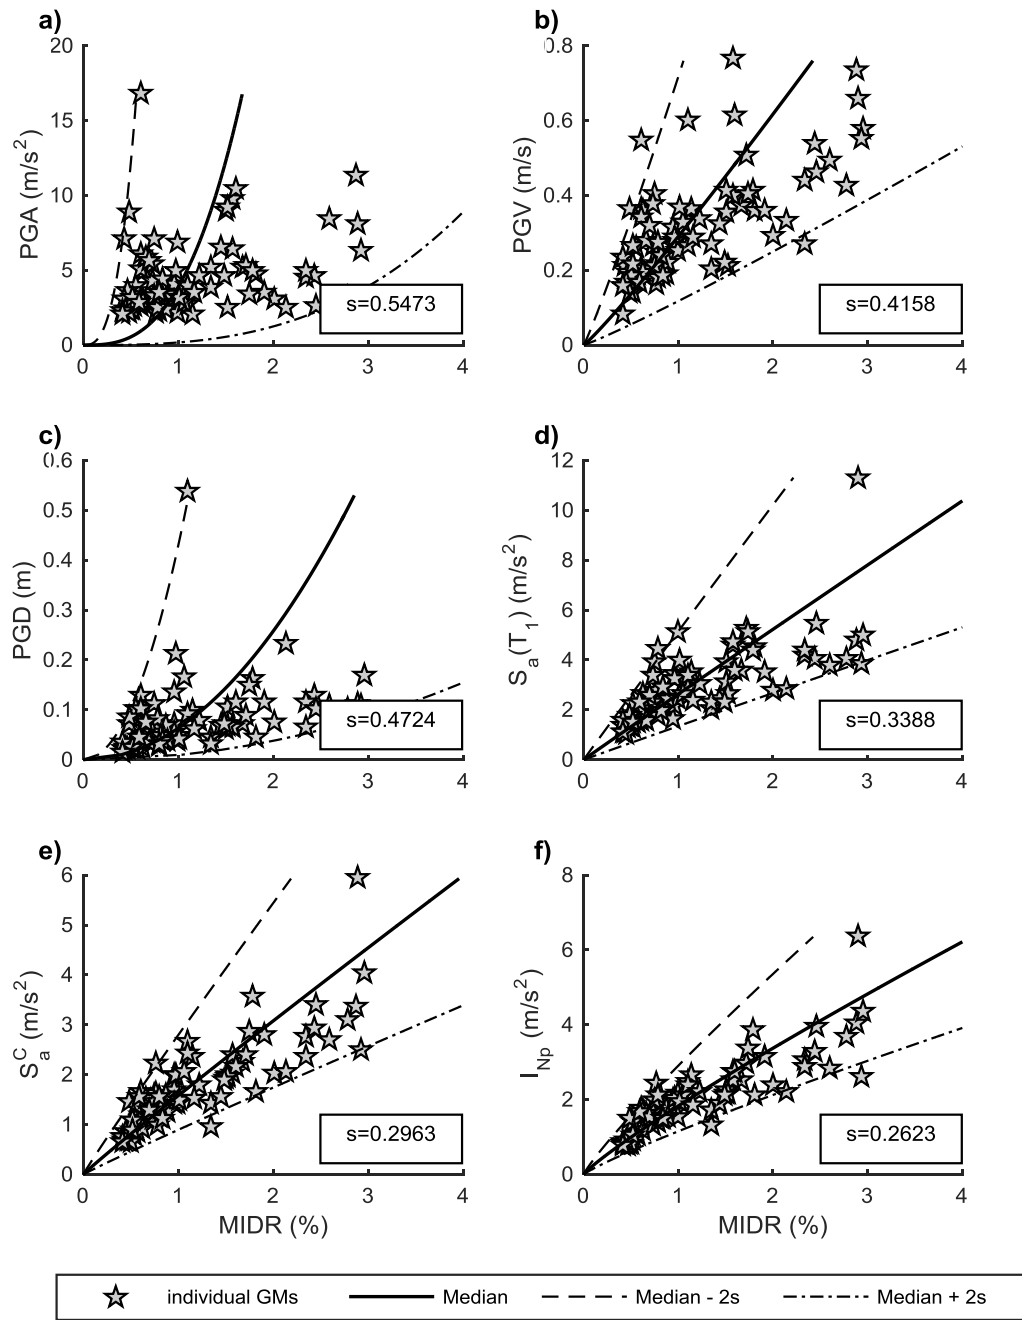 a)
20
15
10
5
0
PGA (m/s²)
s=0.5473
0 1 2 3 4
b)
0.8
0.6
0.4
0.2
0
PGV (m/s)
s=0.4158
0 1 2 3 4
c)
0.6
0.5
0.4
0.3
0.2
0.1
0
PGD (m)
s=0.4724
0 1 2 3 4
d)
12
10
8
6
4
2
0
Sₐ(T₁) (m/s²)
s=0.3388
0 1 2 3 4
e)
6
5
4
3
2
1
0
S_a^C (m/s²)
s=0.2963
0 1 2 3 4
MIDR (%)
f)
8
6
4
2
0
I_Np (m/s²)
s=0.2623
0 1 2 3 4
MIDR (%)
individual GMs Median Median - 2s Median + 2s